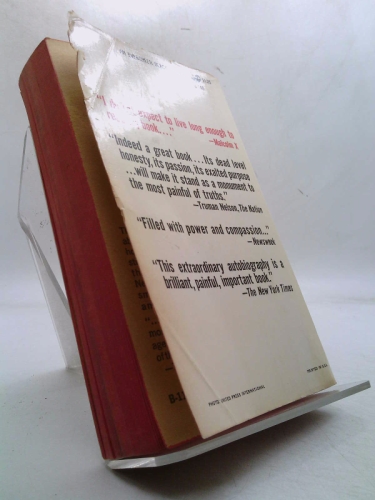 expect to live long enough to
book...."
—Malcolm X
"Indeed a great book . . . Its dead level
honesty, its passion, its exalted purpose
. . . will make it stand as a monument to
the most painful of truths."
—Truman Nelson, The Nation
"Filled with power and compassion..."
—Newsweek
"This extraordinary autobiography is a
brilliant, painful, important book."
—The New York Times
PHOTO: UNITED PRESS INTERNATIONAL
PRINTED IN U.S.A.